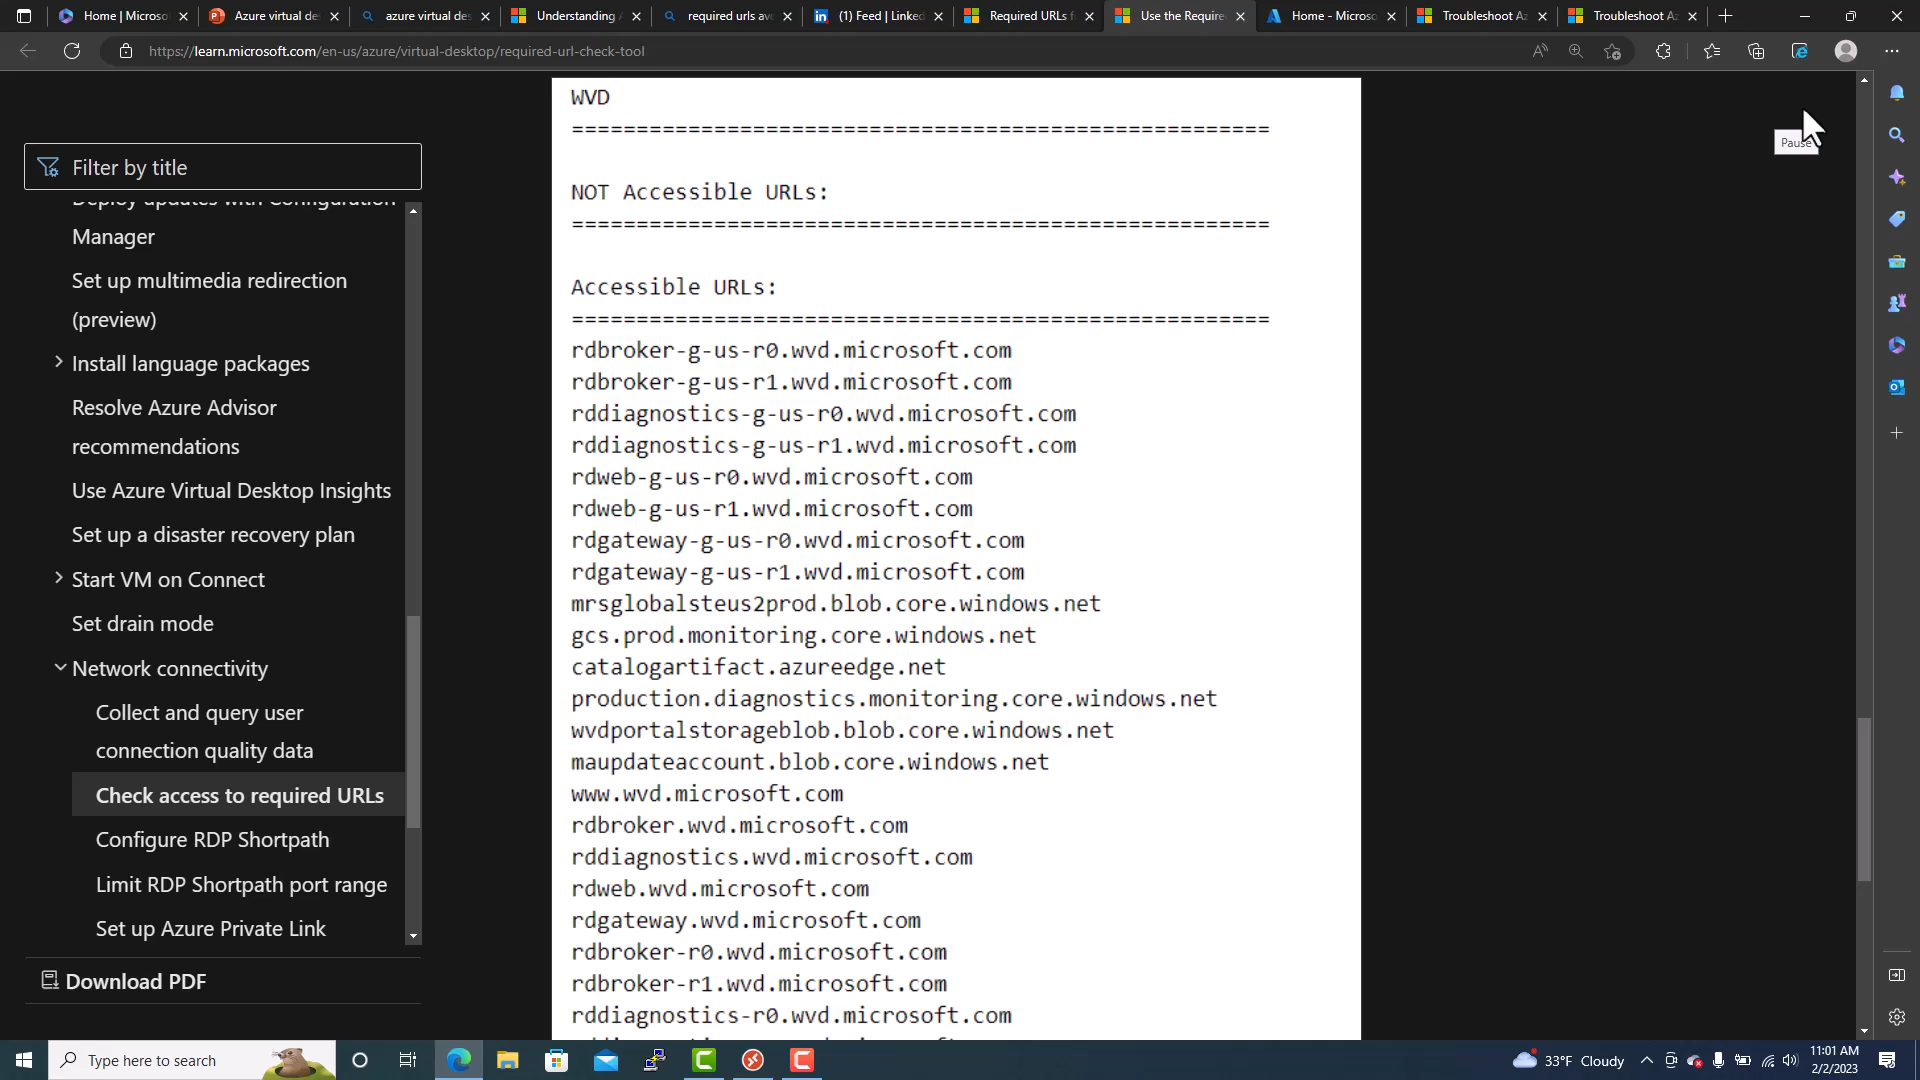 Home | Microso
Azure virtual de
azure virtual des
Understanding
required urls av
(1) Feed | Linked
Required URLs f
Use the Require
Home - Microso
Troubleshoot Az
Troubleshoot Az
https://learn.microsoft.com/en-us/azure/virtual-desktop/required-url-check-tool
Filter by title
Deploy updates with Configuration
Manager
Set up multimedia redirection
(preview)
Install language packages
Resolve Azure Advisor
recommendations
Use Azure Virtual Desktop Insights
Set up a disaster recovery plan
Start VM on Connect
Set drain mode
Network connectivity
Collect and query user
connection quality data
Check access to required URLs
Configure RDP Shortpath
Limit RDP Shortpath port range
Set up Azure Private Link
Download PDF
WVD
======================================================
NOT Accessible URLs:
======================================================
Accessible URLs:
======================================================
rdbroker-g-us-r0.wvd.microsoft.com
rdbroker-g-us-r1.wvd.microsoft.com
rddiagnostics-g-us-r0.wvd.microsoft.com
rddiagnostics-g-us-r1.wvd.microsoft.com
rdweb-g-us-r0.wvd.microsoft.com
rdweb-g-us-r1.wvd.microsoft.com
rdgateway-g-us-r0.wvd.microsoft.com
rdgateway-g-us-r1.wvd.microsoft.com
mrsglobalsteus2prod.blob.core.windows.net
gcs.prod.monitoring.core.windows.net
catalogartifact.azureedge.net
production.diagnostics.monitoring.core.windows.net
wvdportalstorageblob.blob.core.windows.net
maupdateaccount.blob.core.windows.net
www.wvd.microsoft.com
rdbroker.wvd.microsoft.com
rddiagnostics.wvd.microsoft.com
rdweb.wvd.microsoft.com
rdgateway.wvd.microsoft.com
rdbroker-r0.wvd.microsoft.com
rdbroker-r1.wvd.microsoft.com
rddiagnostics-r0.wvd.microsoft.com
Pause
Type here to search
33°F Cloudy
11:01 AM
2/2/2023